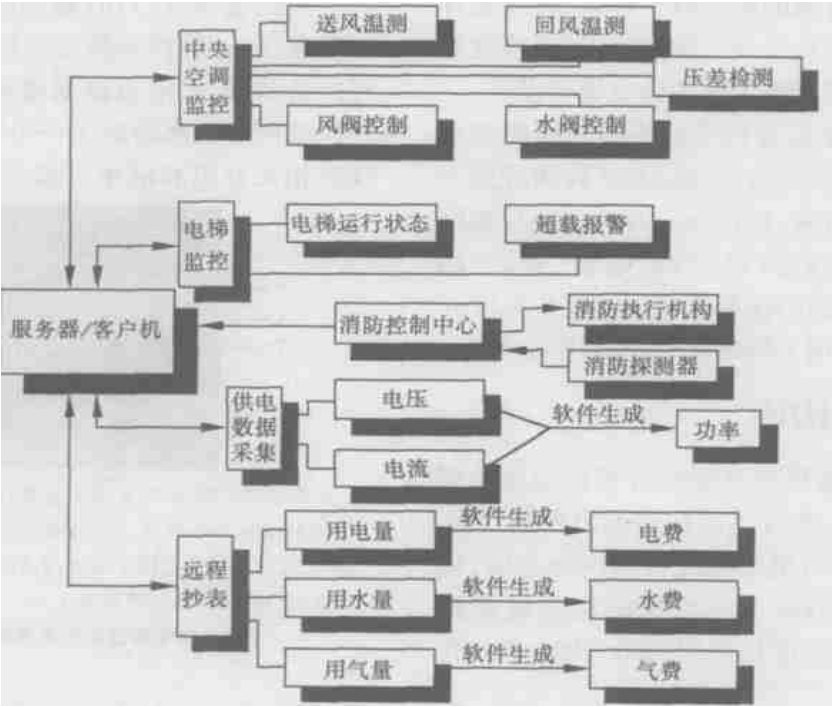 送风温测
回风温测
中央
空调
监控
压差检测
风阀控制
水阀控制
电梯
监控
电梯运行状态
超载报警
服务器/客户机
消防控制中心
消防执行机构
消防探测器
供电
数据
采集
电压
电流
软件生成
功率
远程
抄表
用电量
软件生成
电费
用水量
软件生成
水费
用气量
软件生成
气费